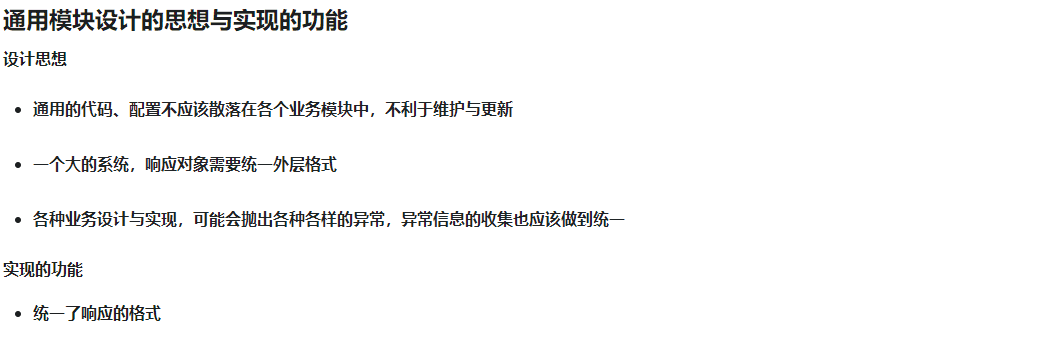 通用模块设计的思想与实现的功能
设计思想
通用的代码、配置不应该散落在各个业务模块中，不利于维护与更新
一个大的系统，响应对象需要统一外层格式
各种业务设计与实现，可能会抛出各种各样的异常，异常信息的收集也应该做到统一
实现的功能
统一了响应的格式